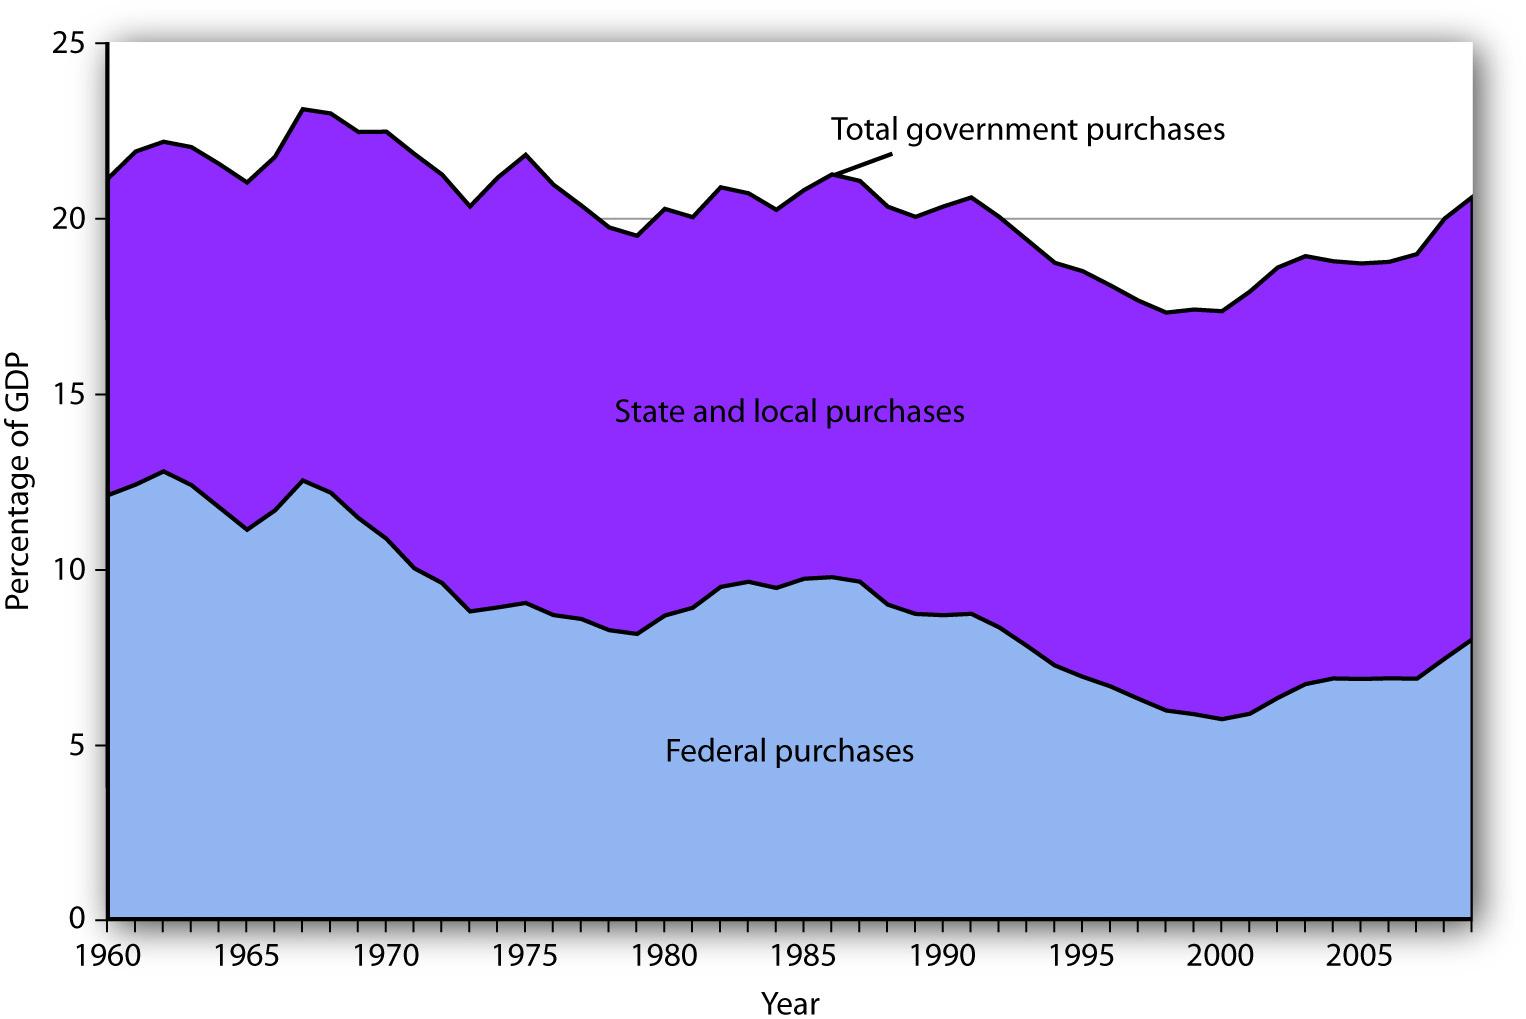 25
20
15
10
5
0
Percentage of GDP
Total government purchases
State and local purchases
Federal purchases
1960 1965 1970 1975 1980 1985 1990 1995 2000 2005
Year